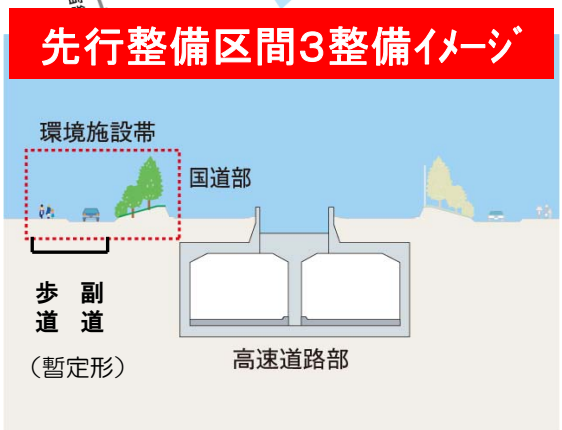 先行整備区間3整備イメージ
環境施設帯
国道部
歩道
副道
（暫定形）
高速道路部